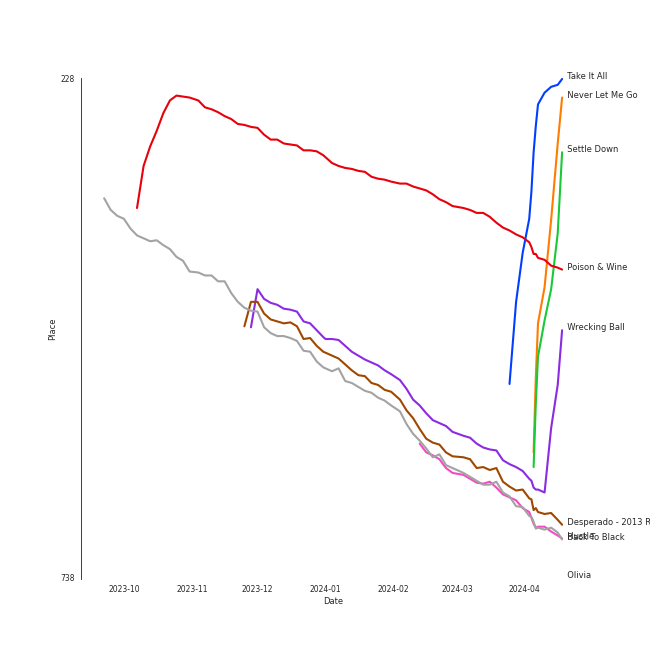 228
Take It All
Never Let Me Go
Settle Down
Poison & Wine
Wrecking Ball
Place
Desperado - 2013 R
Back To Black
738
Olivia
2023-10 2023-11 2023-12 2024-01 2024-02 2024-03 2024-04
Date